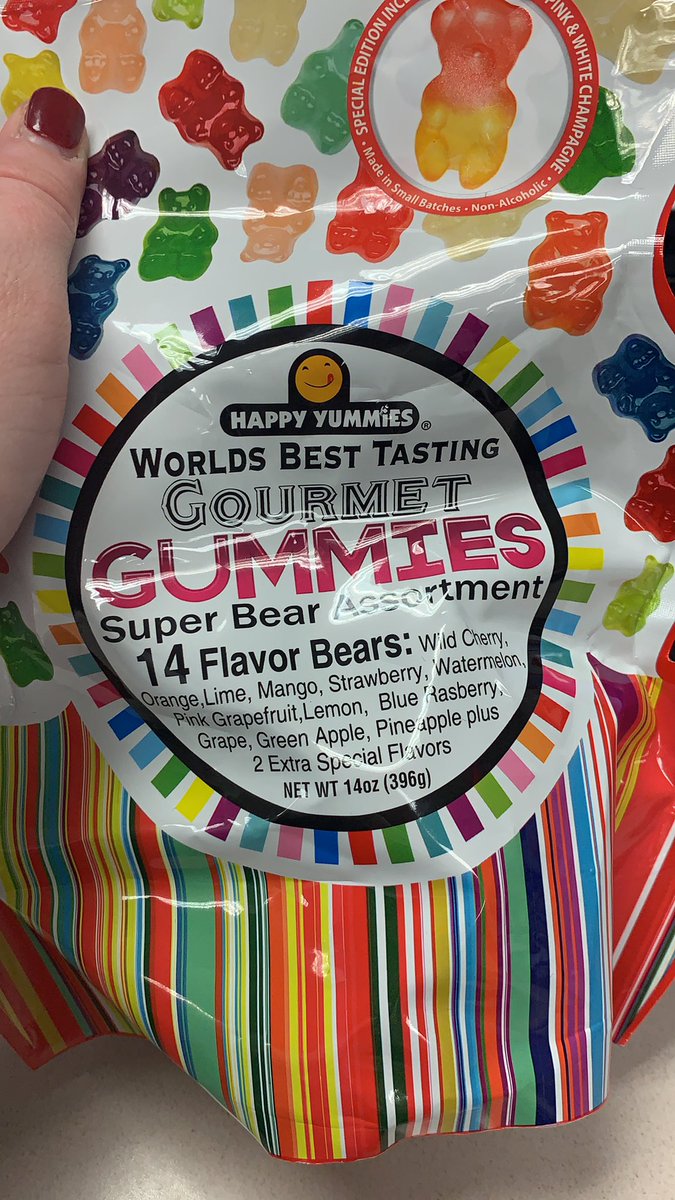 SPECIAL EDITION INC
PINK & WHITE CHAMPAGNE
• Made in Small Batches • Non-Alcoholic •
HAPPY YUMMiES ®
WORLDS BEST TASTING
GOURMET
GUMMIES
Super Bear Assortment
14 Flavor Bears: Wild Cherry,
Orange,Lime, Mango, Strawberry, Watermelon,
Pink Grapefruit,Lemon, Blue Rasberry,
Grape, Green Apple, Pineapple plus
2 Extra Special Flavors
NET WT 14oz (396g)